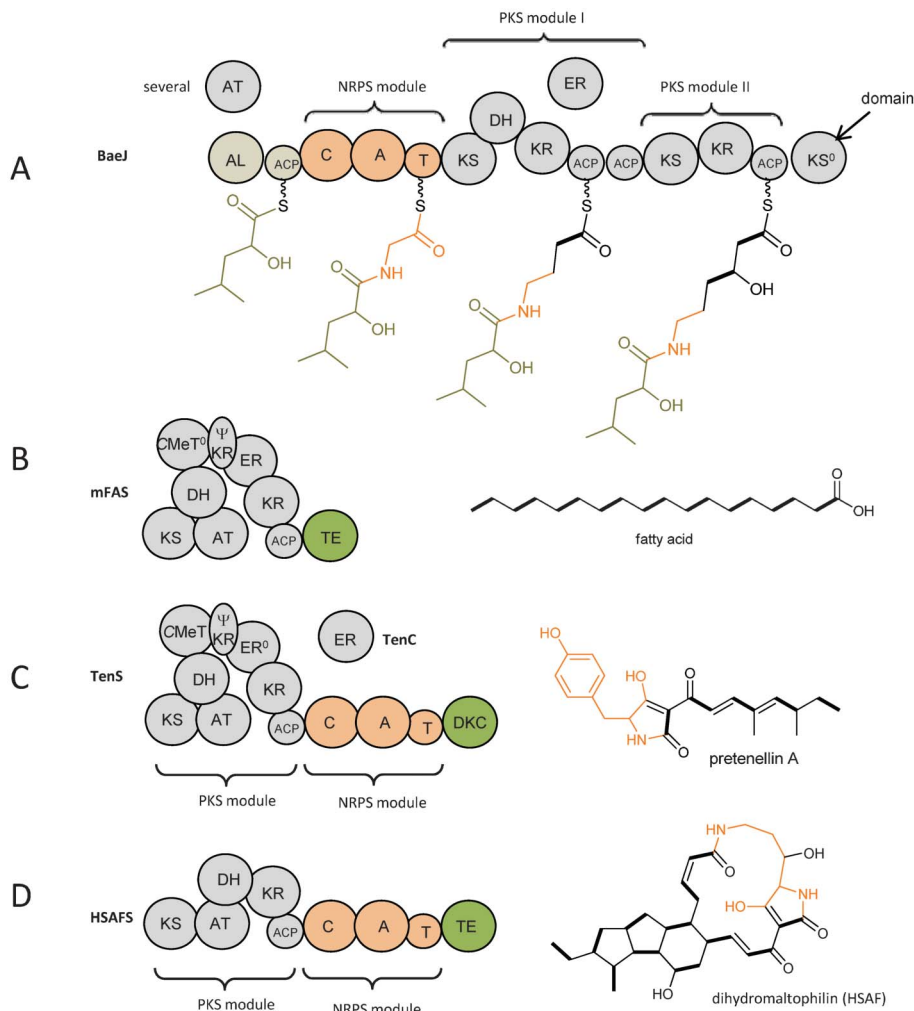 PKS module I
several
AT
NRPS module
ER
PKS module II
domain
DH
A
BaeJ
AL
ACP
C
A
T
KS
KR
ACP
ACP
KS
KR
ACP
KS⁰
S
S
S
S
O
OH
O
O
NH
OH
O
O
NH
OH
O
OH
O
NH
OH
B
mFAS
CMeT⁰
Ψ
KR
ER
DH
KR
KS
AT
ACP
TE
O
OH
fatty acid
C
TenS
CMeT
Ψ
KR
ER⁰
ER
TenC
DH
KR
KS
AT
ACP
C
A
T
DKC
PKS module
NRPS module
HO
HO
O
HN
O
pretenellin A
D
HSAFS
DH
KR
KS
AT
ACP
C
A
T
TE
PKS module
NRPS module
HN
O
OH
HO
NH
O
O
HO
dihydromaltophilin (HSAF)